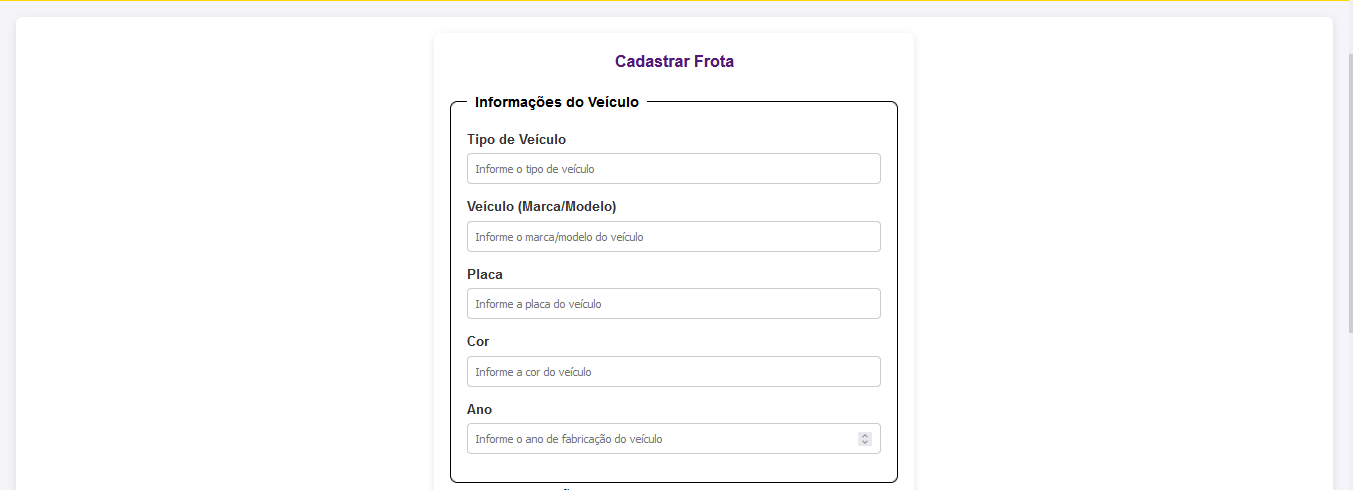 Cadastrar Frota
Informações do Veículo
Tipo de Veículo
Informe o tipo de veículo
Veículo (Marca/Modelo)
Informe o marca/modelo do veículo
Placa
Informe a placa do veículo
Cor
Informe a cor do veículo
Ano
Informe o ano de fabricação do veículo